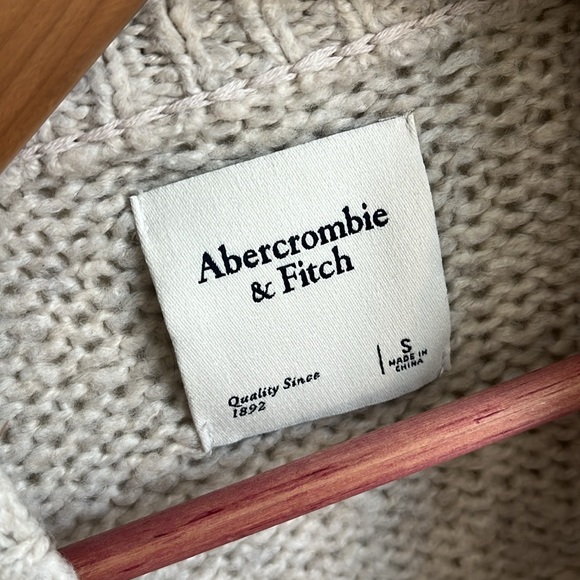 Abercrombie
& Fitch
S
MADE IN
CHINA
Quality Since
1892